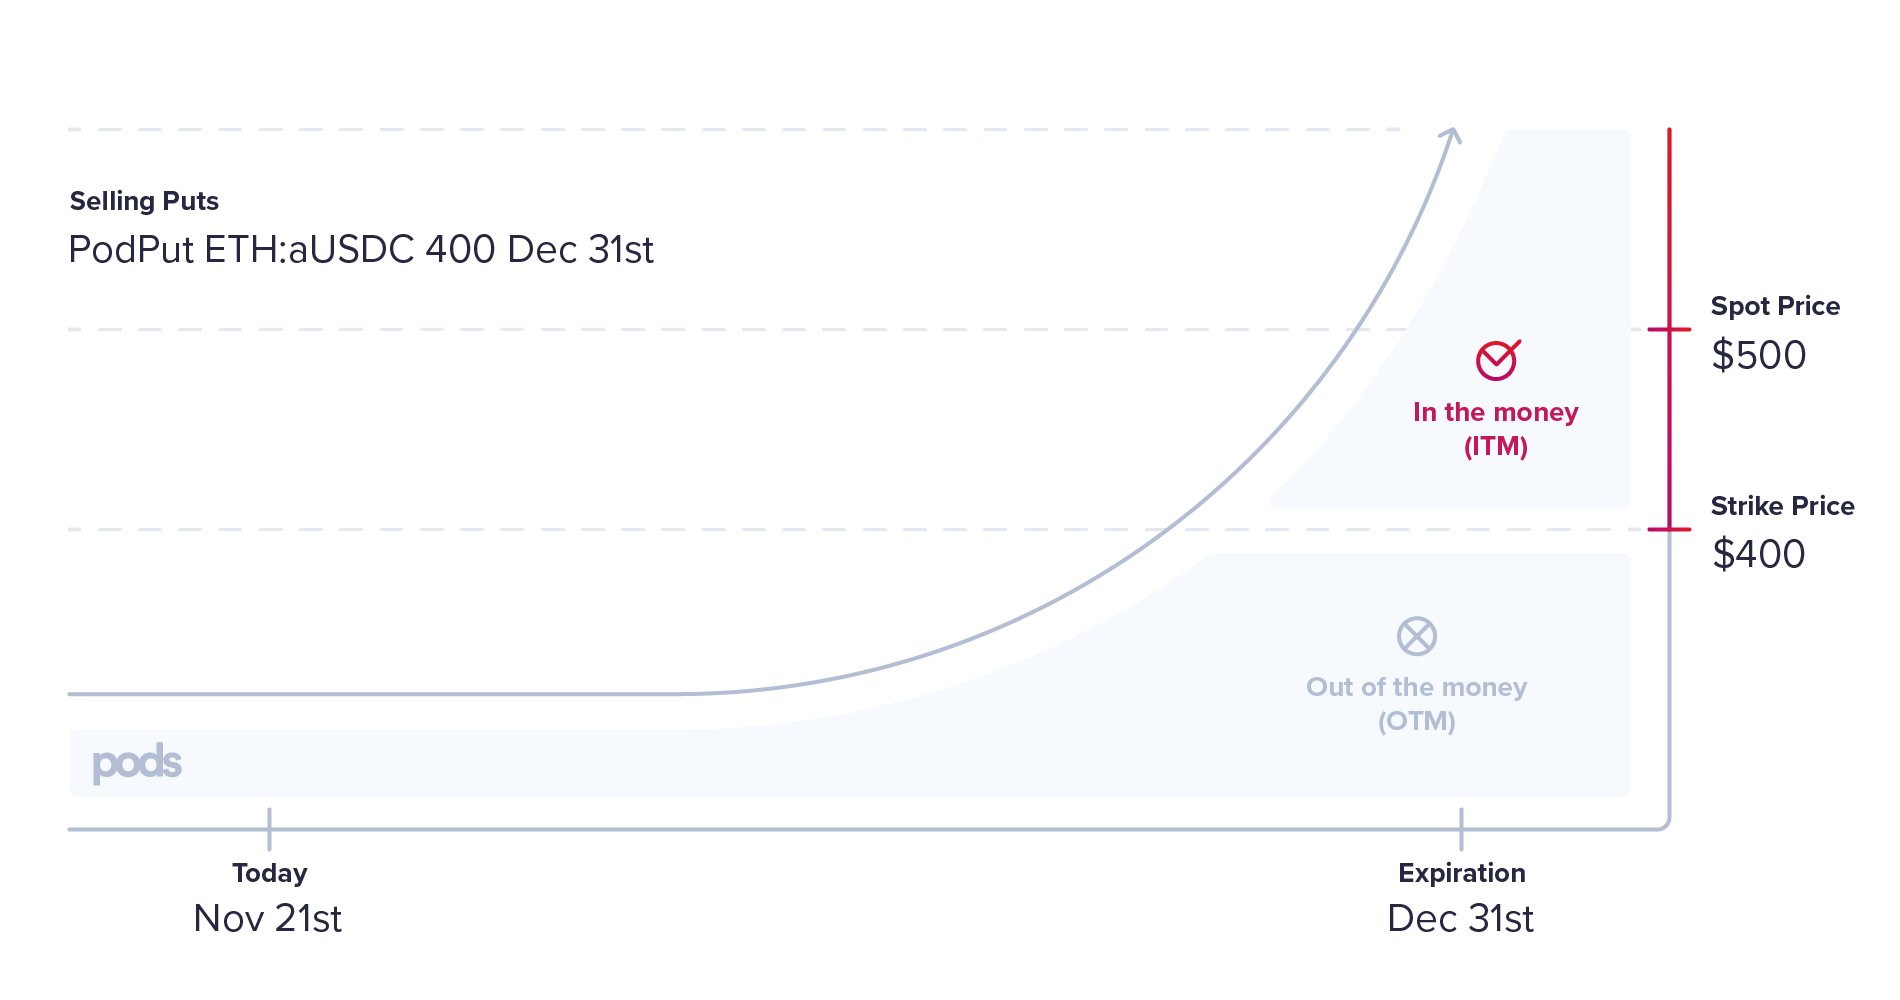 Selling Puts
PodPut ETH:aUSDC 400 Dec 31st
Spot Price
$500
In the money
(ITM)
Strike Price
$400
Out of the money
(OTM)
pods
Today
Nov 21st
Expiration
Dec 31st